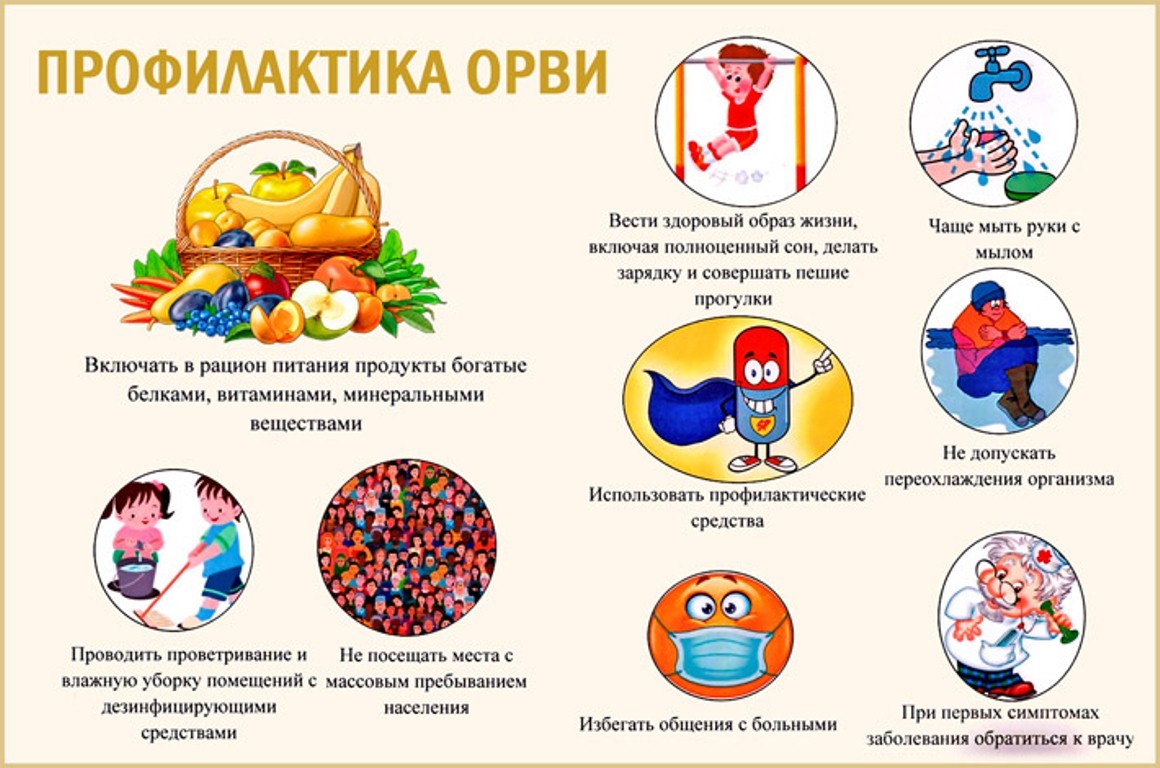 ПРОФИЛАКТИКА ОРВИ
Включать в рацион питания продукты богатые
белками, витаминами, минеральными
веществами
Проводить проветривание и
влажную уборку помещений с
дезинфицирующими
средствами
Не посещать места с
массовым пребыванием
населения
Вести здоровый образ жизни,
включая полноценный сон, делать
зарядку и совершать пешие
прогулки
Чаще мыть руки с
мылом
Использовать профилактические
средства
Не допускать
переохлаждения организма
Избегать общения с больными
При первых симптомах
заболевания обратиться к врачу